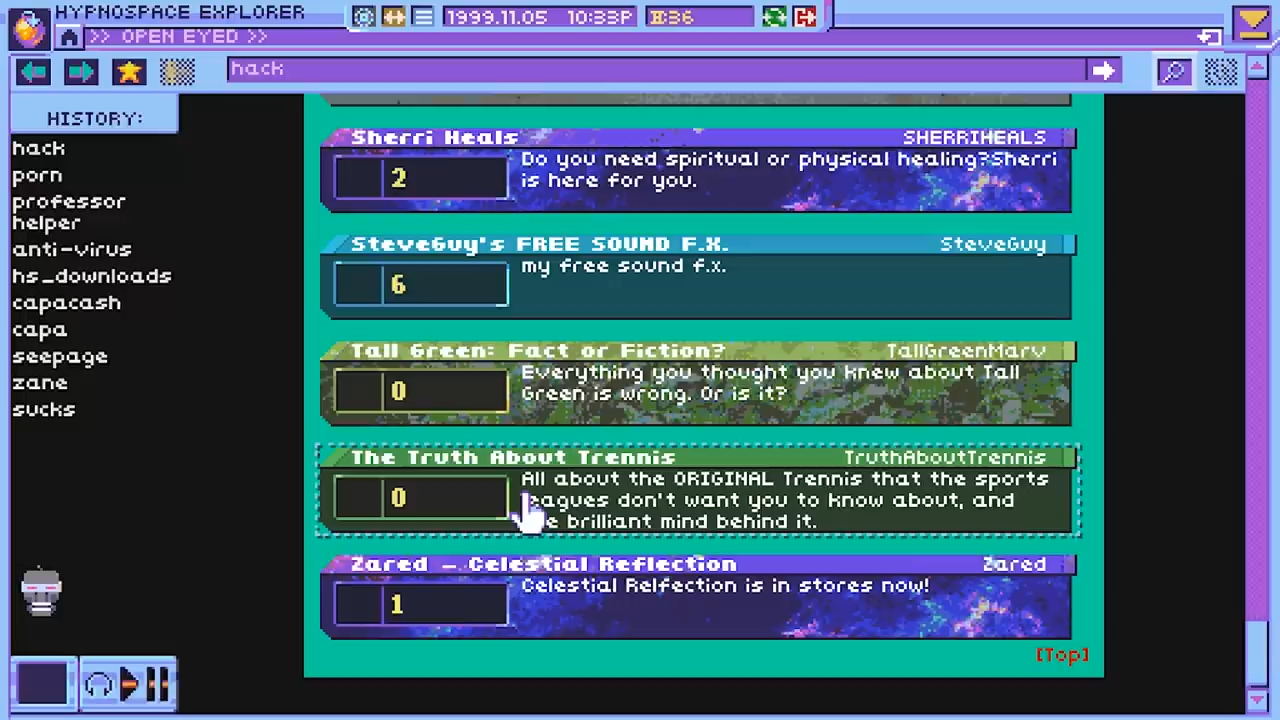 HYPNOSPACE EXPLORER
1999.11.05 10:33P
36
>> OPEN EYED >>
hack
HISTORY:
hack
porn
professor
helper
anti-virus
hs_downloads
capacash
capa
seepage
zane
sucks
Sherri Heals
SHERRIHEALS
2
Do you need spiritual or physical healing?Sherri
is here for you.
SteveGuy's FREE SOUND F.X.
SteveGuy
6
my free sound f.x.
Tall Green: Fact or Fiction?
TallGreenMarv
0
Everything you thought you knew about Tall
Green is wrong. Or is it?
The Truth About Trennis
TruthAboutTrennis
0
All about the ORIGINAL Trennis that the sports
eagues don't want you to know about, and
e brilliant mind behind it.
Zared - Celestial Reflection
Zared
1
Celestial Relfection is in stores now!
[Top]